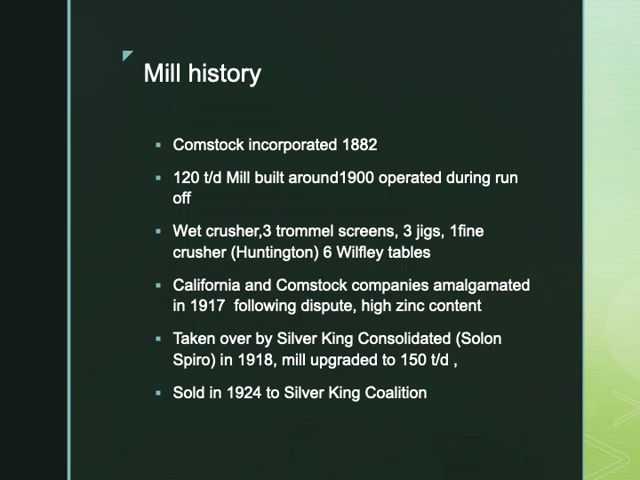 Mill history
▪ Comstock incorporated 1882
▪ 120 t/d Mill built around1900 operated during run
off
▪ Wet crusher,3 trommel screens, 3 jigs, 1fine
crusher (Huntington) 6 Wilfley tables
▪ California and Comstock companies amalgamated
in 1917  following dispute, high zinc content
▪ Taken over by Silver King Consolidated (Solon
Spiro) in 1918, mill upgraded to 150 t/d ,
▪ Sold in 1924 to Silver King Coalition